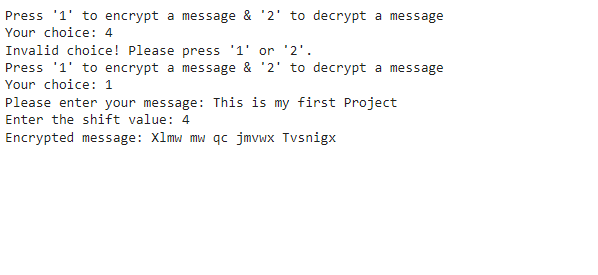 Press '1' to encrypt a message & '2' to decrypt a message
Your choice: 4
Invalid choice! Please press '1' or '2'.
Press '1' to encrypt a message & '2' to decrypt a message
Your choice: 1
Please enter your message: This is my first Project
Enter the shift value: 4
Encrypted message: Xlmw mw qc jmvwx Tvsnigx